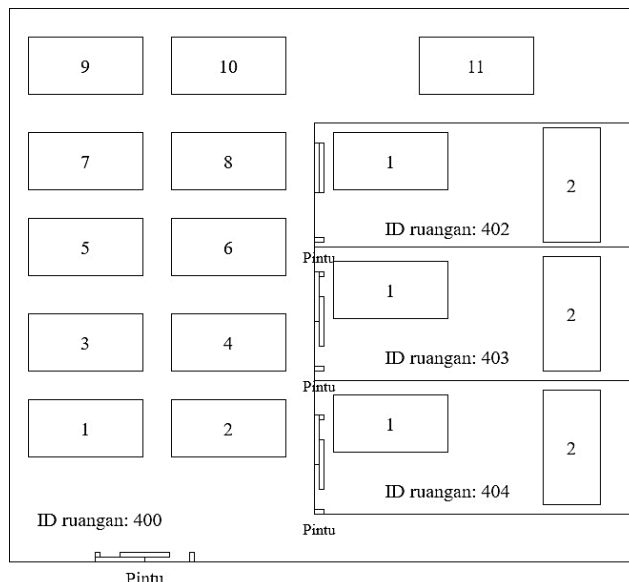 9 10 11
7 8 1 2
ID ruangan: 402
5 6 Pintu
1 2
3 4 ID ruangan: 403
Pintu
1 2 1 2
ID ruangan: 404
ID ruangan: 400
Pintu
Pintu